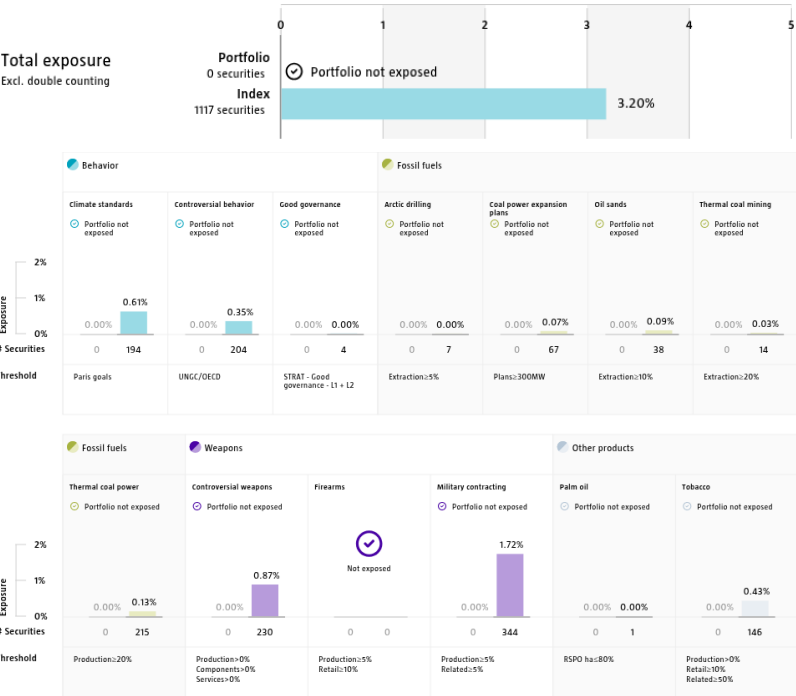 0 1 2 3 4 5
Total exposure
Excl. double counting
Portfolio
0 securities
Portfolio not exposed
Index
1117 securities
3.20%
Behavior
Fossil fuels
Climate standards
Portfolio not
exposed
Controversial behavior
Portfolio not
exposed
Good governance
Portfolio not
exposed
Arctic drilling
Portfolio not
exposed
Coal power expansion
plans
Portfolio not
exposed
Oil sands
Portfolio not
exposed
Thermal coal mining
Portfolio not
exposed
Exposure
2%
1%
0%
0.00% 0.61% 0.00% 0.35% 0.00% 0.00% 0.00% 0.00% 0.00% 0.07% 0.00% 0.09% 0.00% 0.03%
# Securities 0 194 0 204 0 4 0 7 0 67 0 38 0 14
hreshold
Paris goals
UNGC/OECD
STRAT - Good
governance - L1 + L2
Extraction≥5%
Plans≥300MW
Extraction≥10%
Extraction≥20%
Fossil fuels
Weapons
Other products
Thermal coal power
Portfolio not exposed
Controversial weapons
Portfolio not exposed
Firearms
Not exposed
Military contracting
Portfolio not exposed
Palm oil
Portfolio not exposed
Tobacco
Portfolio not exposed
Exposure
2%
1%
0%
0.00% 0.13% 0.00% 0.87% 0.00% 1.72% 0.00% 0.00% 0.00% 0.43%
# Securities 0 215 0 230 0 0 0 344 0 1 0 146
hreshold
Production≥20%
Production>0%
Components>0%
Services>0%
Production≥5%
Retail≥10%
Production≥5%
Related≥5%
RSPO ha≤80%
Production>0%
Retail≥10%
Related≥50%